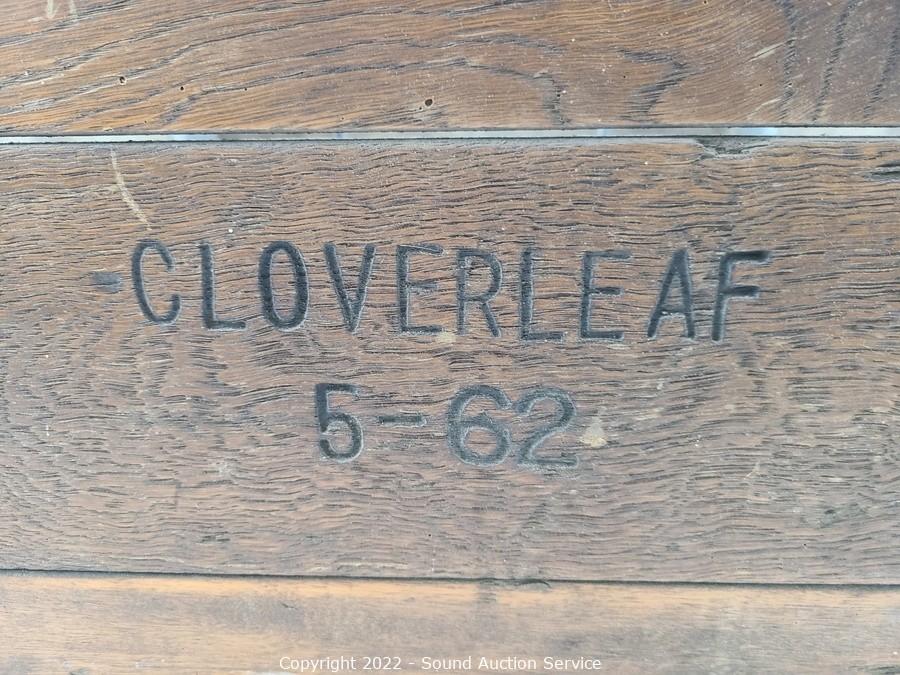 CLOVERLEAF
5-62
Copyright 2022 - Sound Auction Service